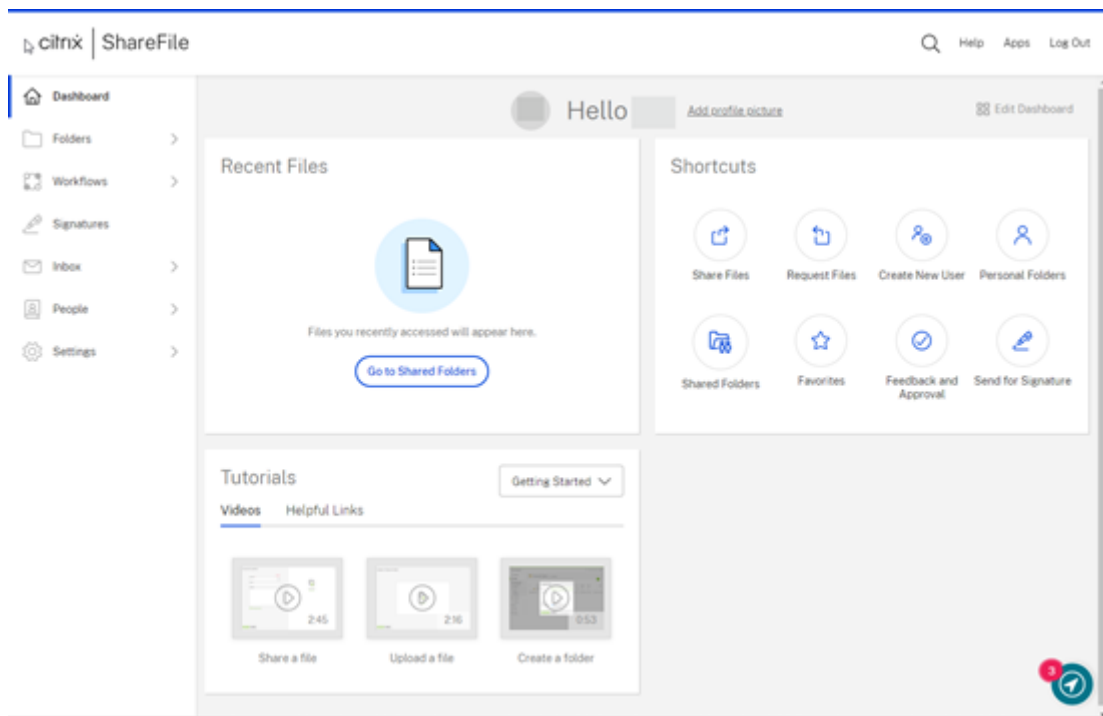 citrix | ShareFile
Help Apps Log Out
Dashboard
Folders
Workflows
Signatures
Inbox
People
Settings
Hello
Add profile picture
Edit Dashboard
Recent Files
Files you recently accessed will appear here.
Go to Shared Folders
Shortcuts
Share Files
Request Files
Create New User
Personal Folders
Shared Folders
Favorites
Feedback and
Approval
Send for Signature
Tutorials
Getting Started
Videos Helpful Links
2:45
2:16
0:53
Share a file
Upload a file
Create a folder
3